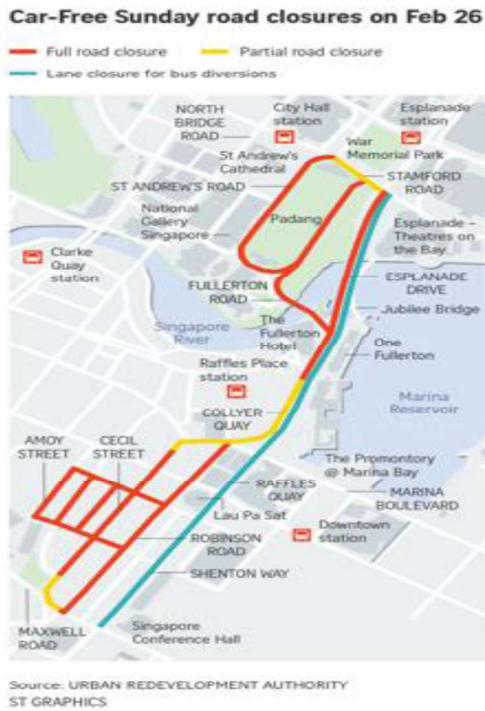 Car-Free Sunday road closures on Feb 26
Full road closure
Partial road closure
Lane closure for bus diversions
NORTH
BRIDGE
ROAD
City Hall
station
Esplanade
station
War
Memorial Park
St Andrew's
Cathedral
STAMFORD
ROAD
ST ANDREW'S ROAD
National
Gallery
Singapore
Padang
Esplanade –
Theatres on
the Bay
Clarke
Quay
station
ESPLANADE
DRIVE
FULLERTON
ROAD
Jubilee Bridge
The
Fullerton
Hotel
Singapore
River
One
Fullerton
Raffles Place
station
Marina
Reservoir
COLLYER
QUAY
AMOY
STREET
CECIL
STREET
The Promontory
@ Marina Bay
RAFFLES
QUAY
MARINA
BOULEVARD
Lau Pa Sat
Downtown
station
ROBINSON
ROAD
SHENTON WAY
MAXWELL
ROAD
Singapore
Conference Hall
Source: URBAN REDEVELOPMENT AUTHORITY
ST GRAPHICS